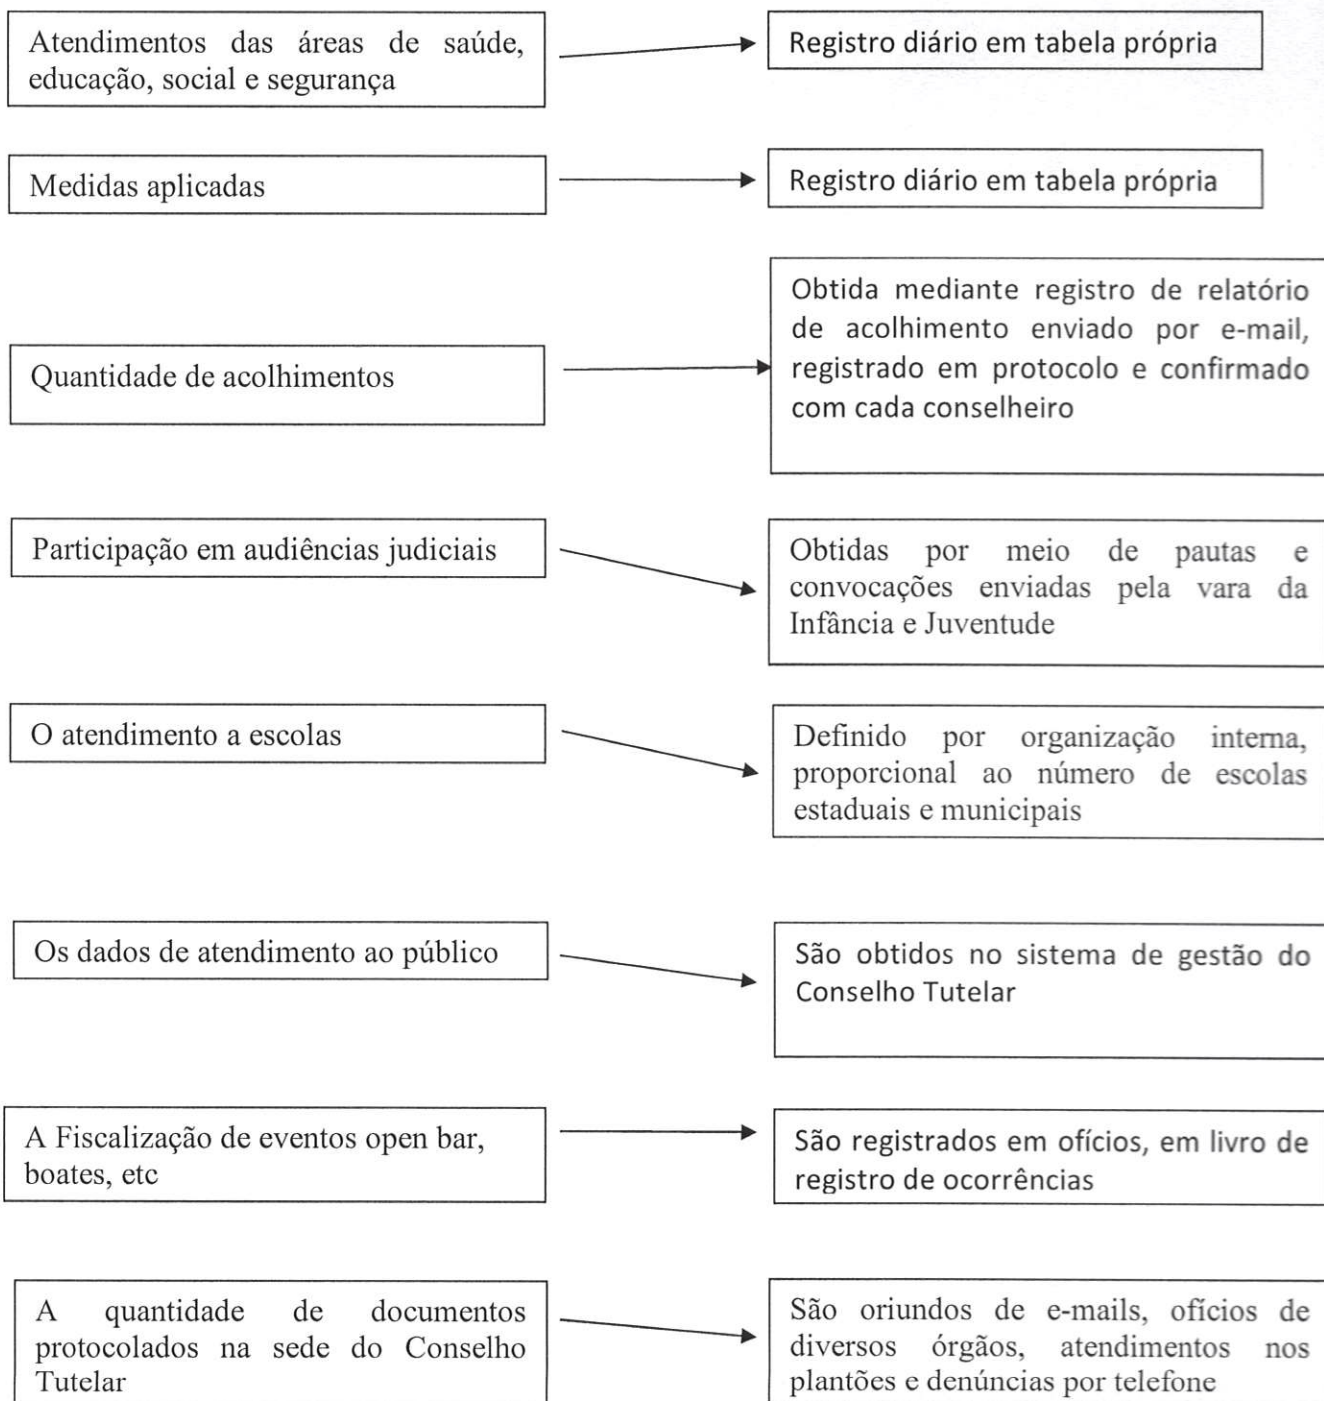 Atendimentos das áreas de saúde,
educação, social e segurança
Registro diário em tabela própria
Medidas aplicadas
Registro diário em tabela própria
Quantidade de acolhimentos
Obtida mediante registro de relatório
de acolhimento enviado por e-mail,
registrado em protocolo e confirmado
com cada conselheiro
Participação em audiências judiciais
Obtidas por meio de pautas e
convocações enviadas pela vara da
Infância e Juventude
O atendimento a escolas
Definido por organização interna,
proporcional ao número de escolas
estaduais e municipais
Os dados de atendimento ao público
São obtidos no sistema de gestão do
Conselho Tutelar
A Fiscalização de eventos open bar,
boates, etc
São registrados em ofícios, em livro de
registro de ocorrências
A quantidade de documentos
protocolados na sede do Conselho
Tutelar
São oriundos de e-mails, ofícios de
diversos órgãos, atendimentos nos
plantões e denúncias por telefone